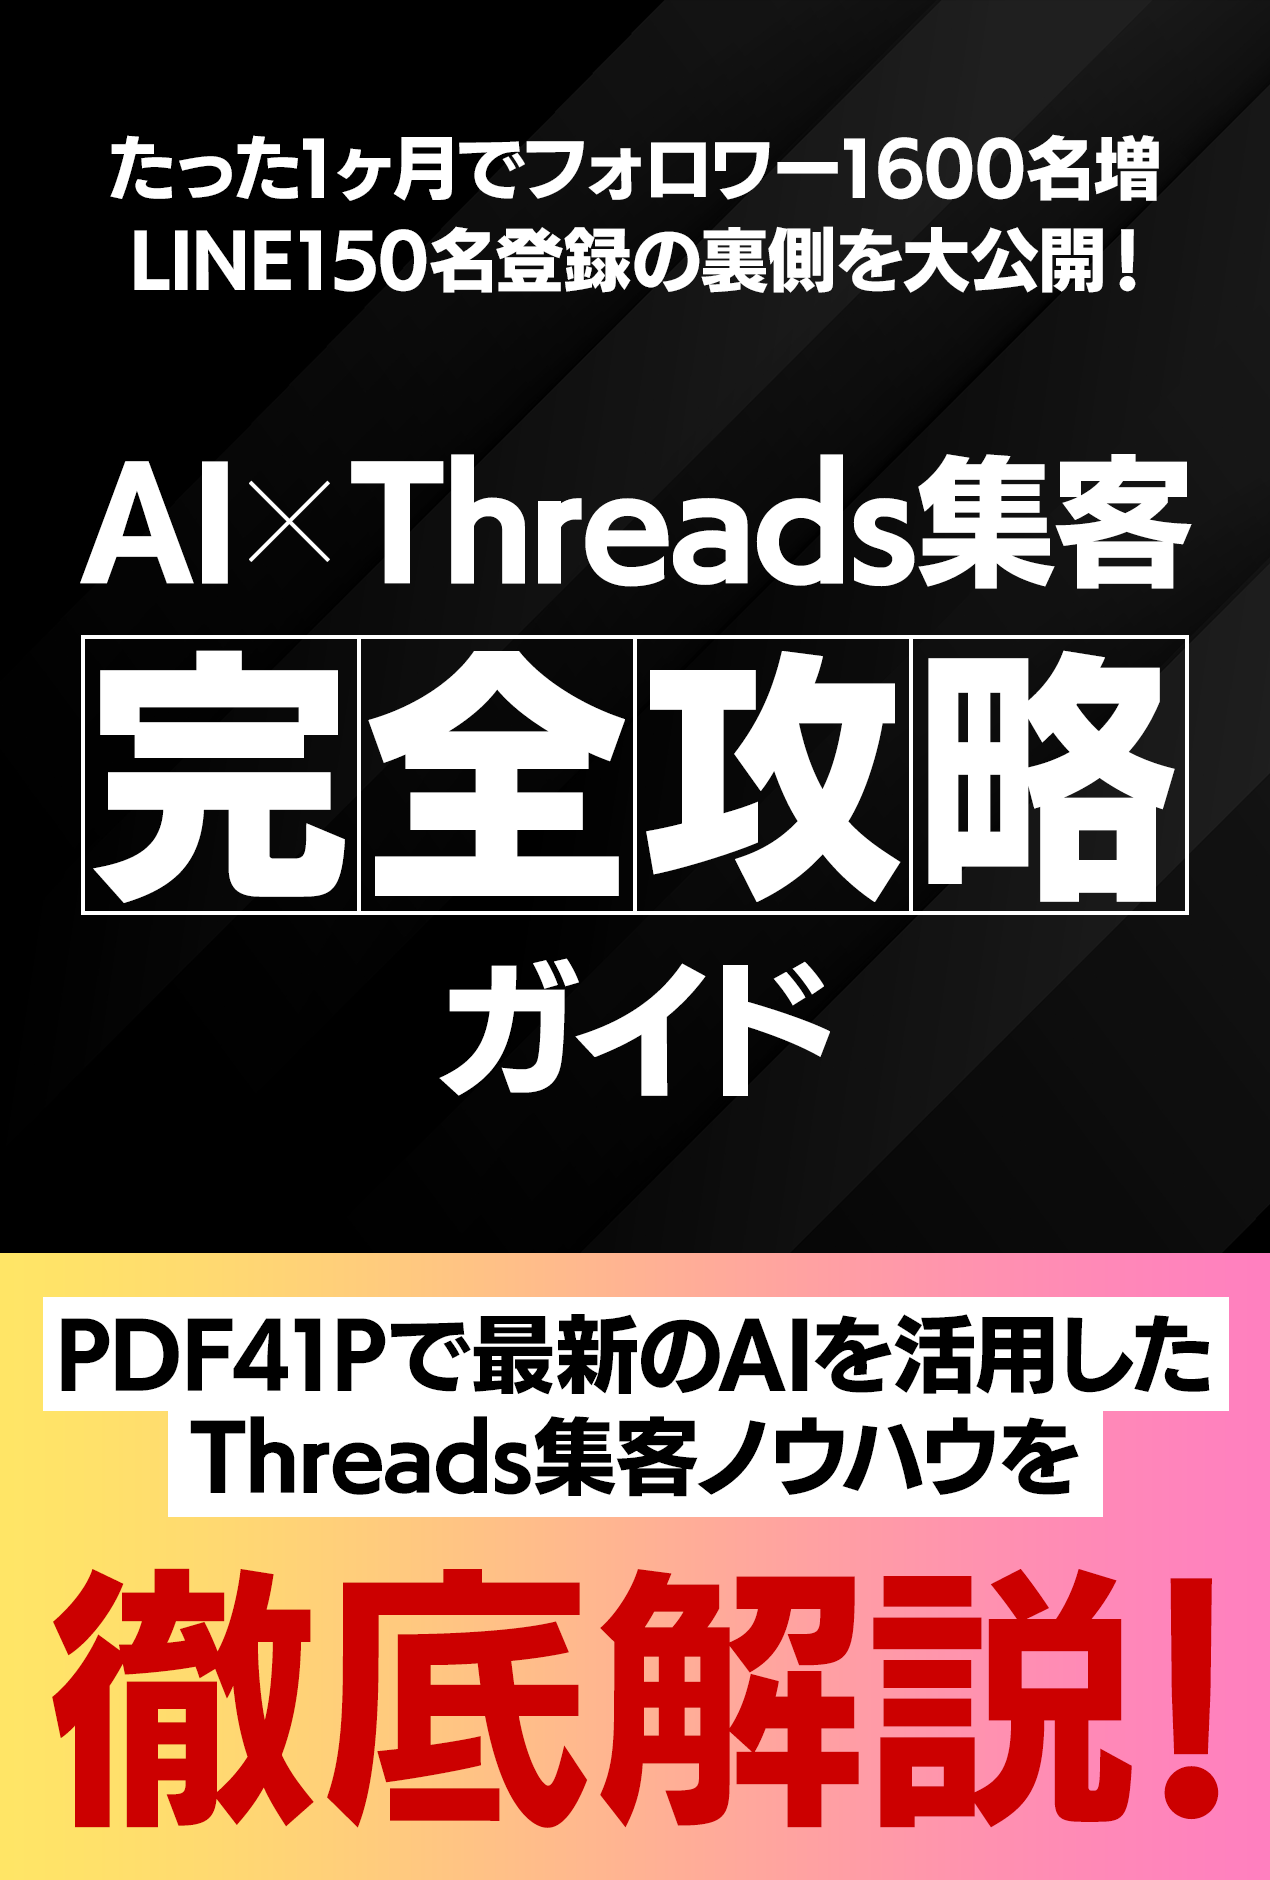 たった1ヶ月でフォロワー1600名増
LINE150名登録の裏側を大公開！
AI×Threads集客
完全攻略
ガイド
PDF41Pで最新のAIを活用した
Threads集客ノウハウを
徹底解説！